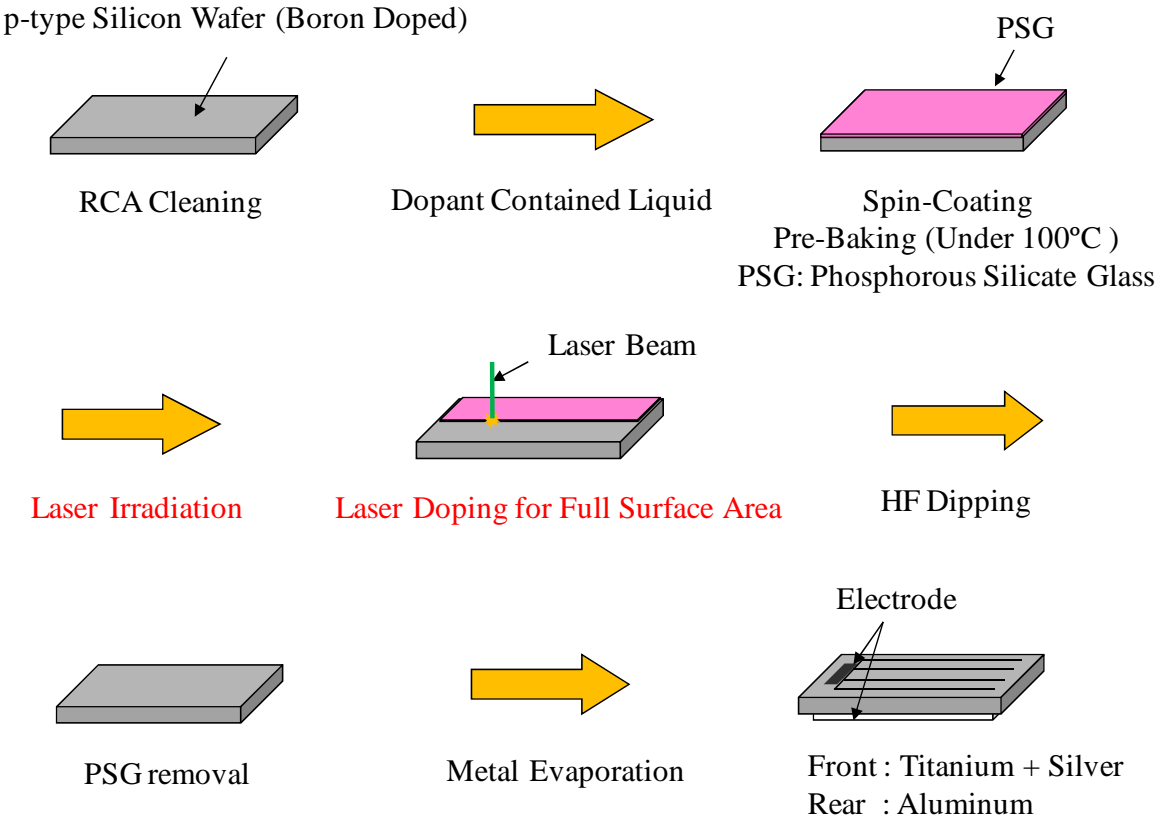 p-type Silicon Wafer (Boron Doped)
PSG
RCA Cleaning
Dopant Contained Liquid
Spin-Coating
Pre-Baking (Under 100ºC )
PSG: Phosphorous Silicate Glass
Laser Beam
Laser Irradiation
Laser Doping for Full Surface Area
HF Dipping
Electrode
PSG removal
Metal Evaporation
Front : Titanium + Silver
Rear : Aluminum